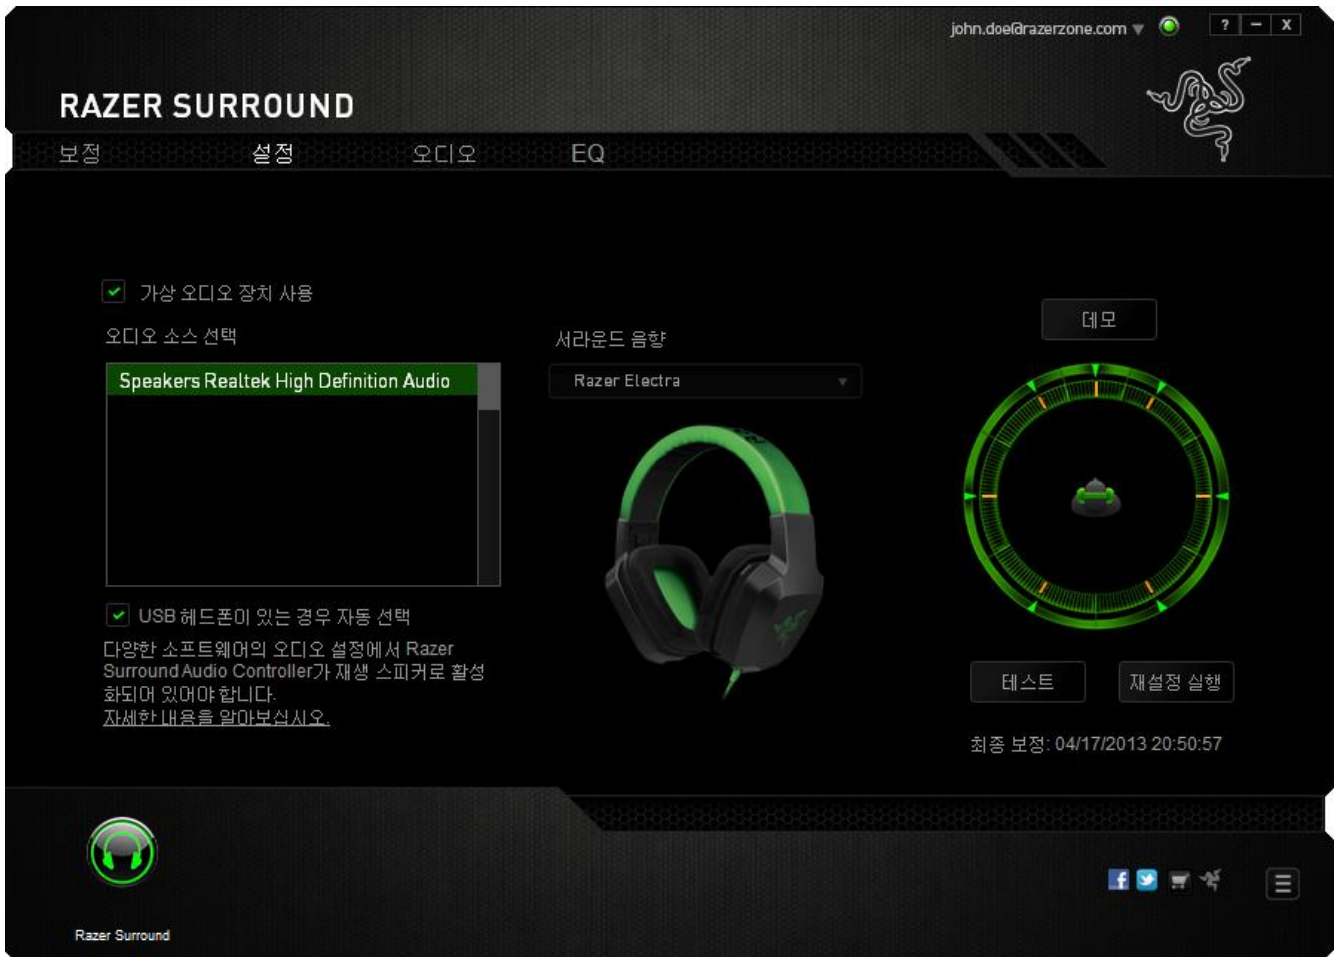 john.doe@razerzone.com
? – X
RAZER SURROUND
보정 설정 오디오 EQ
가상 오디오 장치 사용
오디오 소스 선택
Speakers Realtek High Definition Audio
USB 헤드폰이 있는 경우 자동 선택
다양한 소프트웨어의 오디오 설정에서 Razer
Surround Audio Controller가 재생 스피커로 활성
화되어 있어야 합니다.
자세한 내용을 알아보십시오.
서라운드 음향
Razer Electra
데모
테스트 재설정 실행
최종 보정: 04/17/2013 20:50:57
Razer Surround